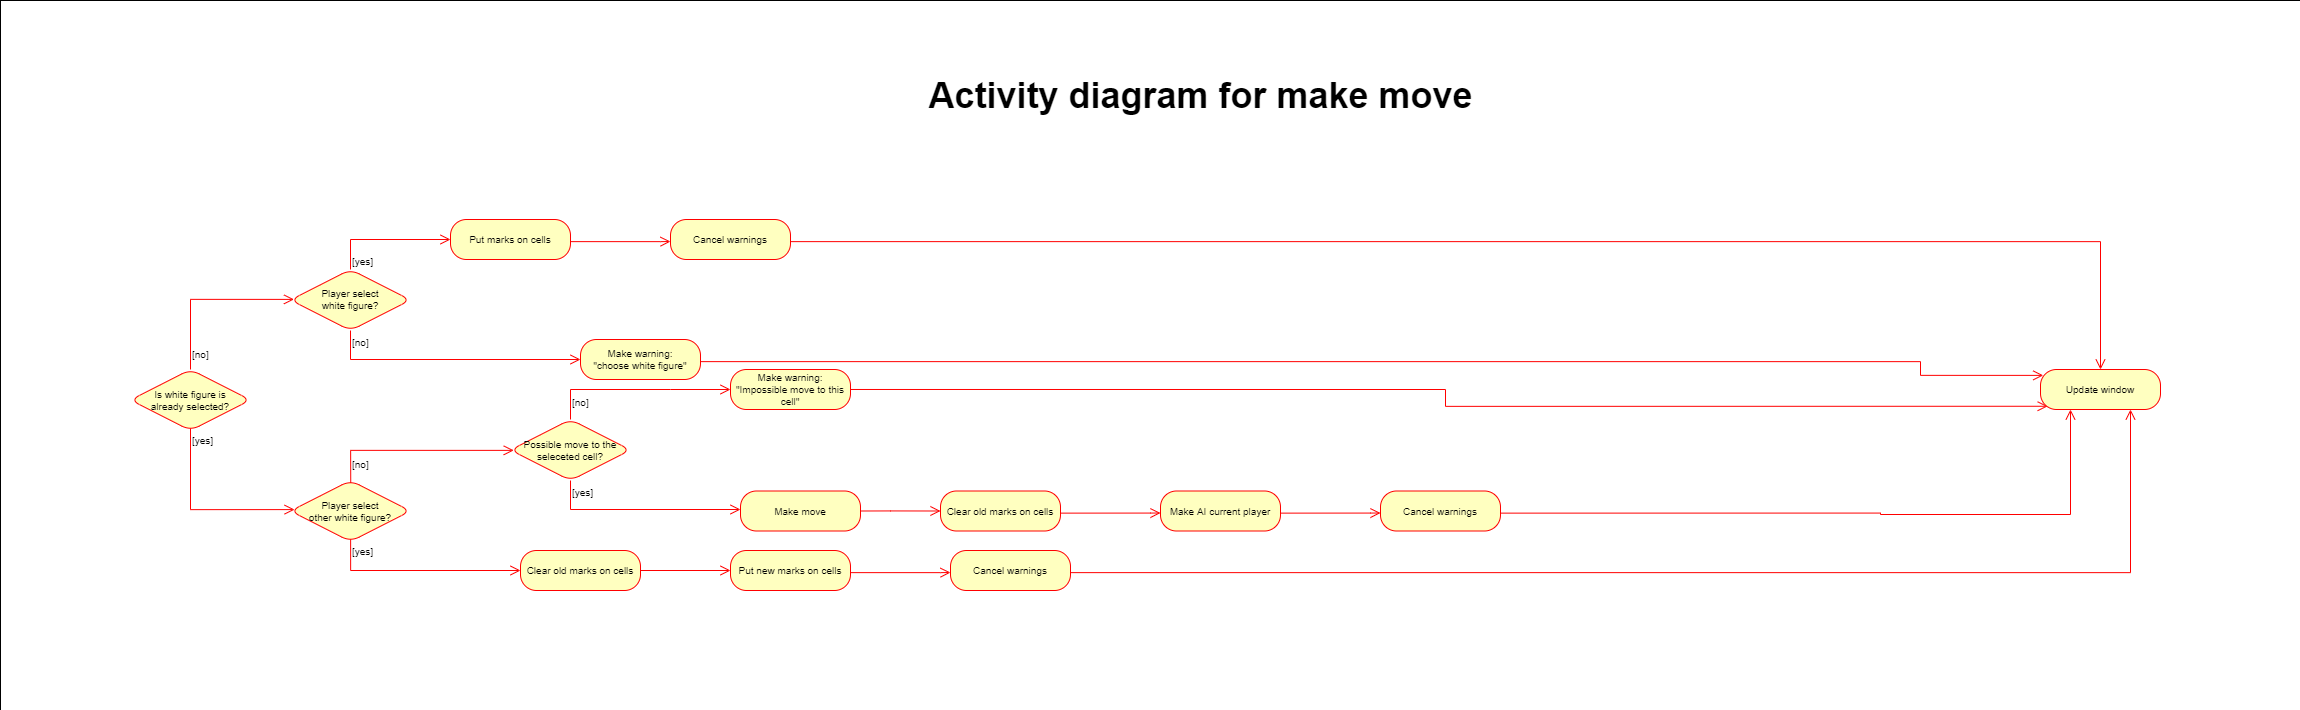 Activity diagram for make move
Put marks on cells
Cancel warnings
[yes]
Player select
white figure?
[no]
Make warning:
"choose white figure"
[no]
Is white figure is
already selected?
[yes]
Make warning:
"Impossible move to this
cell"
[no]
Possible move to the
seleceted cell?
[yes]
Update window
[no]
Player select
other white figure?
[yes]
Make move
Clear old marks on cells
Make AI current player
Cancel warnings
Clear old marks on cells
Put new marks on cells
Cancel warnings